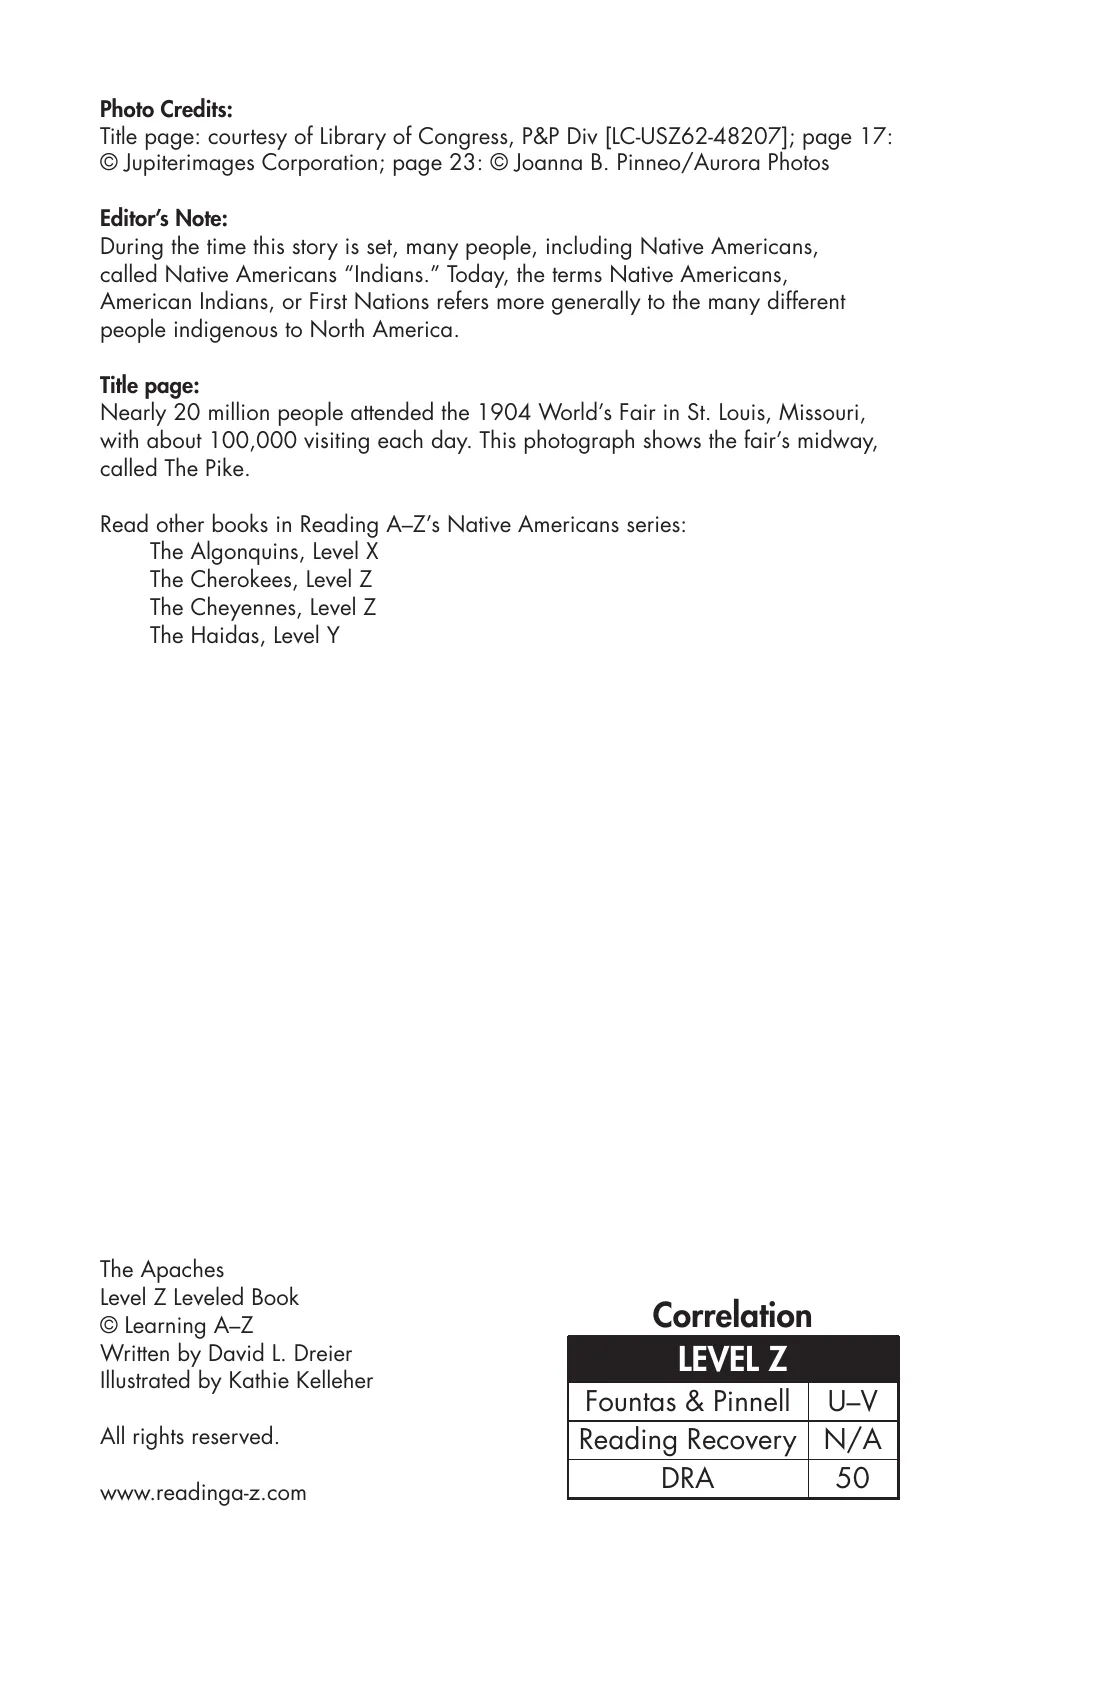 Photo Credits:
Title page: courtesy of Library of Congress, P&P Div [LC-USZ62-48207]; page 17:
© Jupiterimages Corporation; page 23: © Joanna B. Pinneo/Aurora Photos
Editor’s Note:
During the time this story is set, many people, including Native Americans,
called Native Americans “Indians.” Today, the terms Native Americans,
American Indians, or First Nations refers more generally to the many different
people indigenous to North America.
Title page:
Nearly 20 million people attended the 1904 World’s Fair in St. Louis, Missouri,
with about 100,000 visiting each day. This photograph shows the fair’s midway,
called The Pike.
Read other books in Reading A–Z’s Native Americans series:
The Algonquins, Level X
The Cherokees, Level Z
The Cheyennes, Level Z
The Haidas, Level Y
The Apaches
Level Z Leveled Book
© Learning A–Z
Written by David L. Dreier
Illustrated by Kathie Kelleher
All rights reserved.
www.readinga-z.com
Correlation
LEVEL Z
Fountas & Pinnell U–V
Reading Recovery N/A
DRA 50